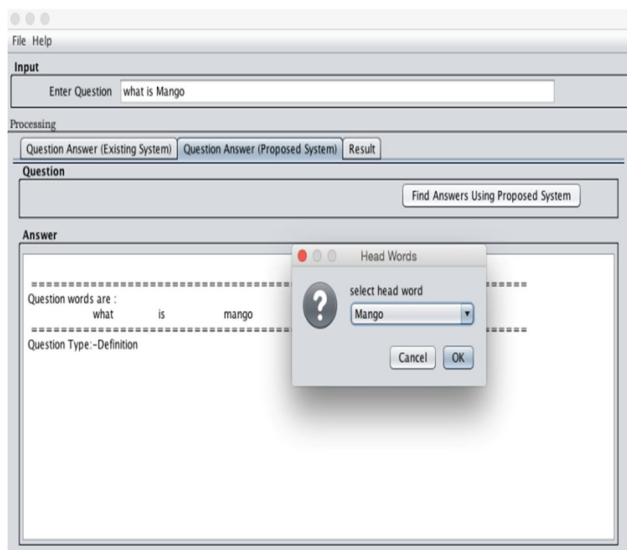 File Help
Input
Enter Question what is Mango
Processing
Question Answer (Existing System) Question Answer (Proposed System) Result
Question
Find Answers Using Proposed System
Answer
Head Words
select head word
Mango
Cancel OK
==================================
Question words are :
what is mango
==================================
Question Type:-Definition